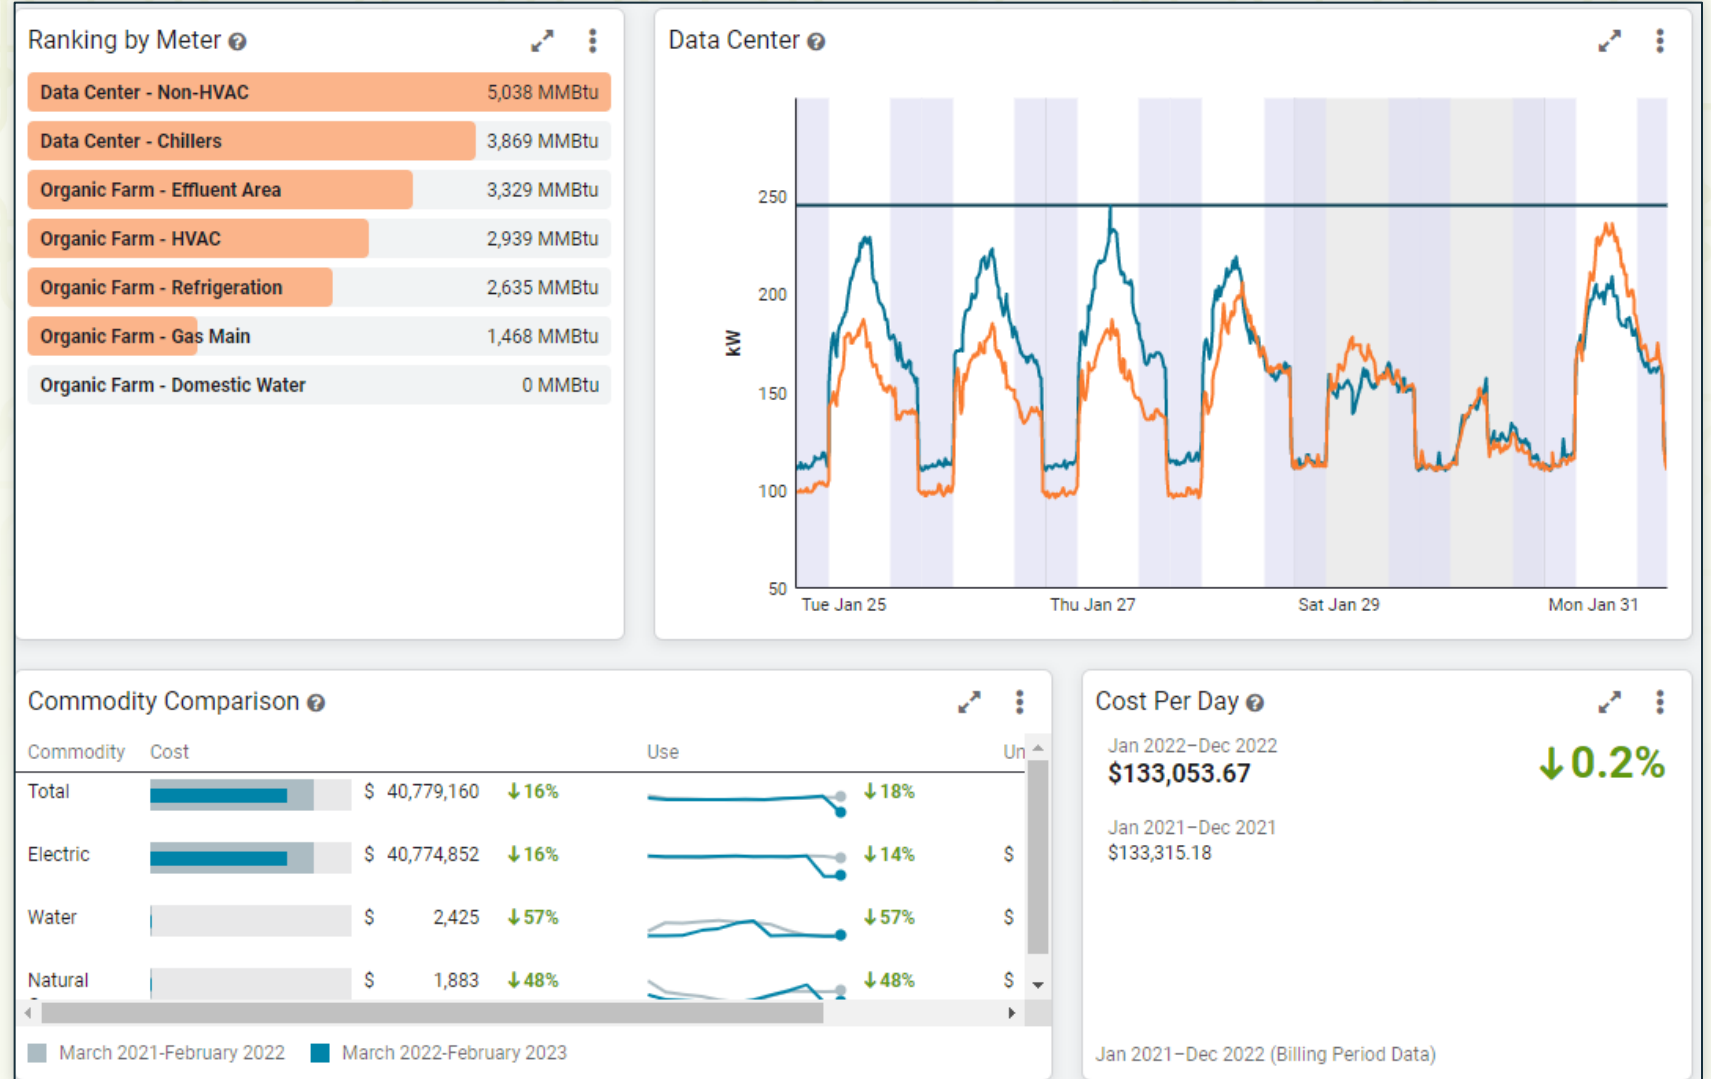 Ranking by Meter
Data Center - Non-HVAC 5,038 MMBtu
Data Center - Chillers 3,869 MMBtu
Organic Farm - Effluent Area 3,329 MMBtu
Organic Farm - HVAC 2,939 MMBtu
Organic Farm - Refrigeration 2,635 MMBtu
Organic Farm - Gas Main 1,468 MMBtu
Organic Farm - Domestic Water 0 MMBtu
Data Center
250
200
kW
150
100
50
Tue Jan 25 Thu Jan 27 Sat Jan 29 Mon Jan 31
Commodity Comparison
Commodity Cost Use Un
Total $ 40,779,160 ↓16% ↓18%
Electric $ 40,774,852 ↓16% ↓14% $
Water $ 2,425 ↓57% ↓57% $
Natural $ 1,883 ↓48% ↓48% $
March 2021-February 2022 March 2022-February 2023
Cost Per Day
Jan 2022–Dec 2022
$133,053.67
↓0.2%
Jan 2021–Dec 2021
$133,315.18
Jan 2021–Dec 2022 (Billing Period Data)